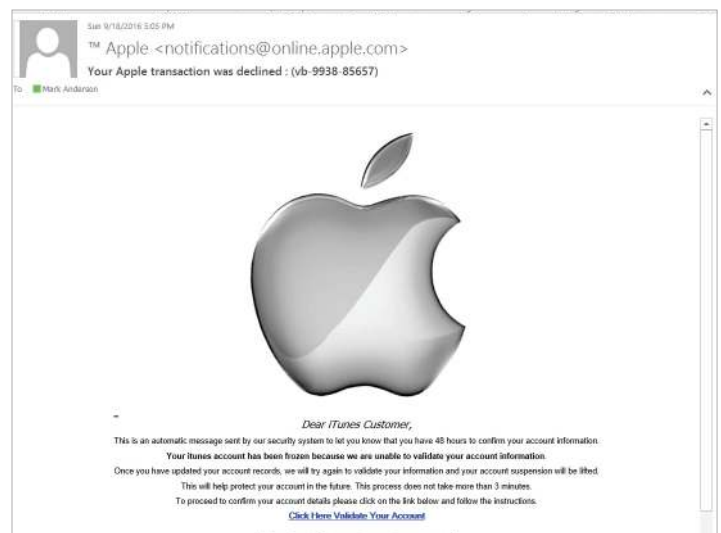 Sun 9/18/2016 5:05 PM
™ Apple <notifications@online.apple.com>
Your Apple transaction was declined : (vb-9938-85657)
To Mark Anderson
Dear iTunes Customer,
This is an automatic message sent by our security system to let you know that you have 48 hours to confirm your account information.
Your itunes account has been frozen because we are unable to validate your account information.
Once you have updated your account records, we will try again to validate your information and your account suspension will be lifted.
This will help protect your account in the future. This process does not take more than 3 minutes.
To proceed to confirm your account details please click on the link below and follow the instructions.
Click Here Validate Your Account